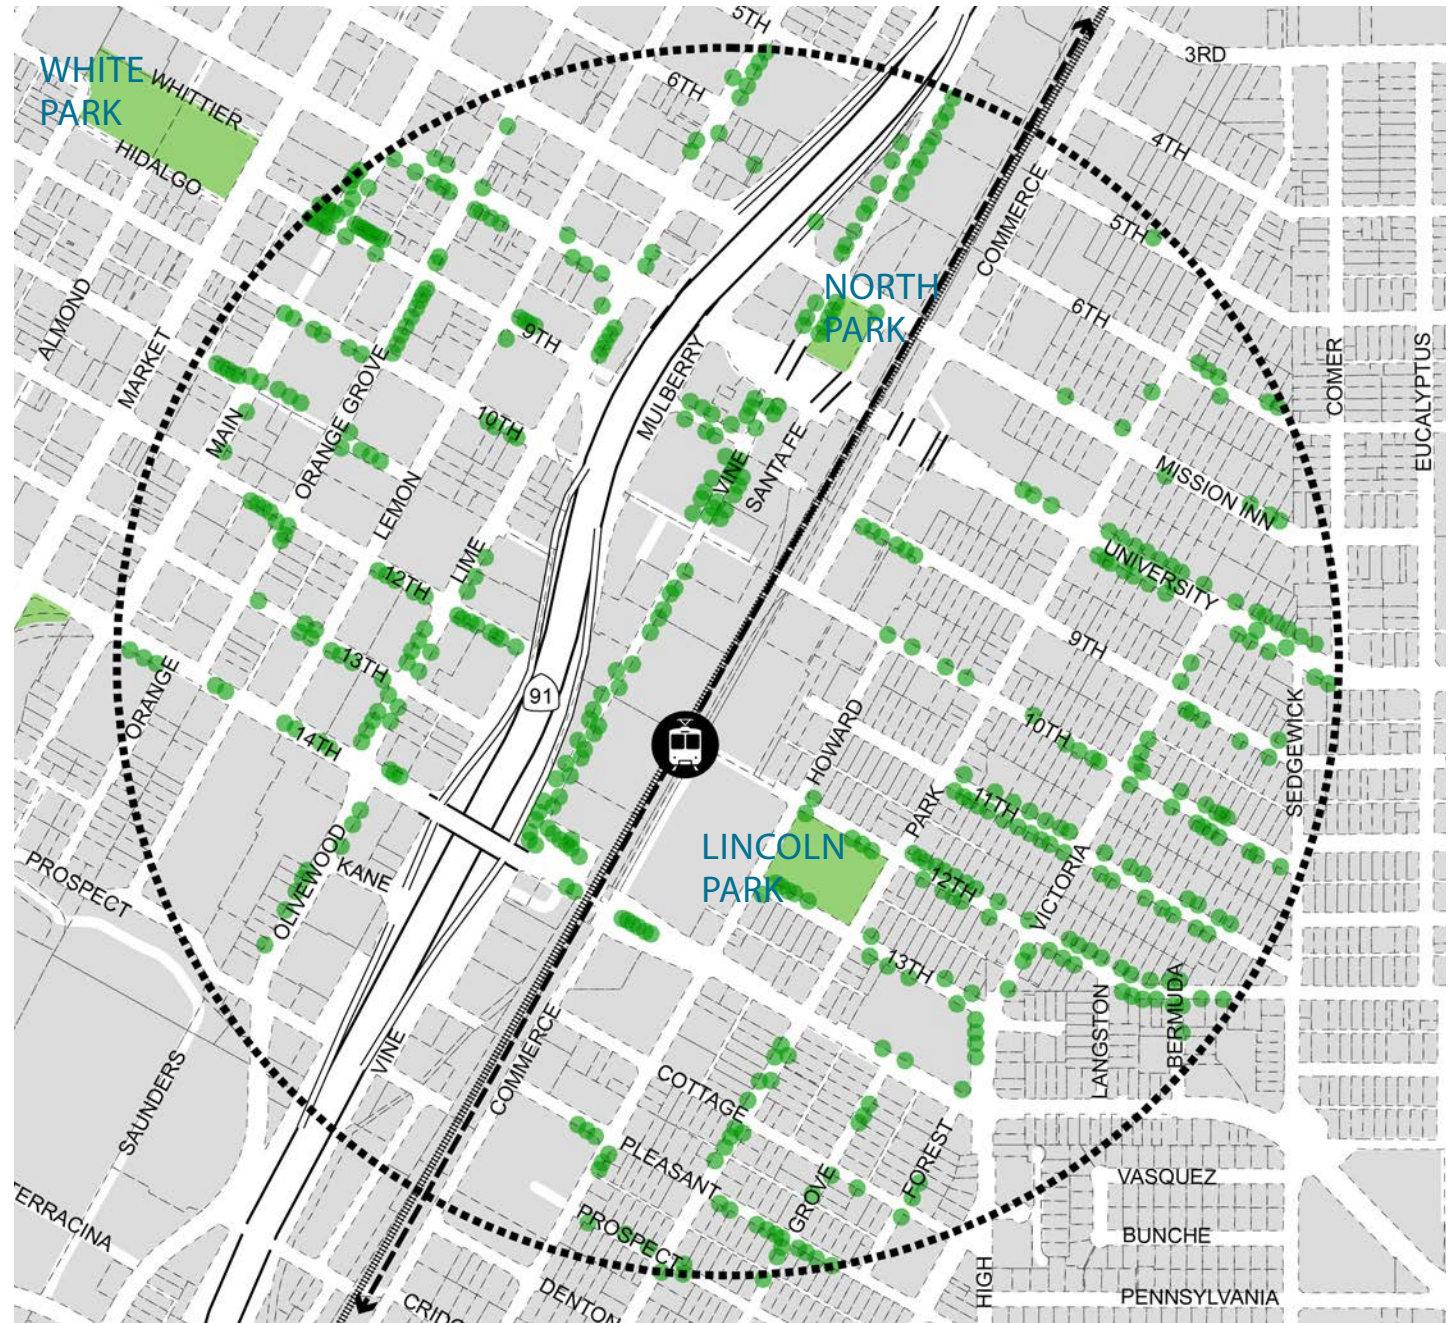 5TH
3RD
6TH
WHITE
PARK
WHITTIER
HIDALGO
4TH
COMMERCE
5TH
NORTH
PARK
6TH
ALMOND
MARKET
9TH
MULBERRY
COMER
EUCALYPTUS
MAIN
ORANGE GROVE
10TH
VINE
SANTA FE
LEMON
MISSION INN
LIME
12TH
UNIVERSITY
13TH
9TH
ORANGE
91
14TH
10TH
SEDGEWICK
HOWARD
PARK
11TH
LINCOLN
PARK
12TH
VICTORIA
PROSPECT
OLIVEWOOD
KANE
13TH
LANGSTON
BERMUDA
VINE
COMMERCE
SAUNDERS
COTTAGE
PLEASANT
GROVE
FOREST
VASQUEZ
TERRACINA
PROSPECT
BUNCHE
HIGH
DENTON
PENNSYLVANIA